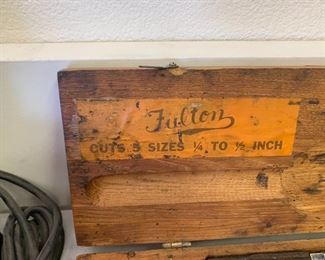 Fulton
CUTS 5 SIZES ¼ TO ½ INCH